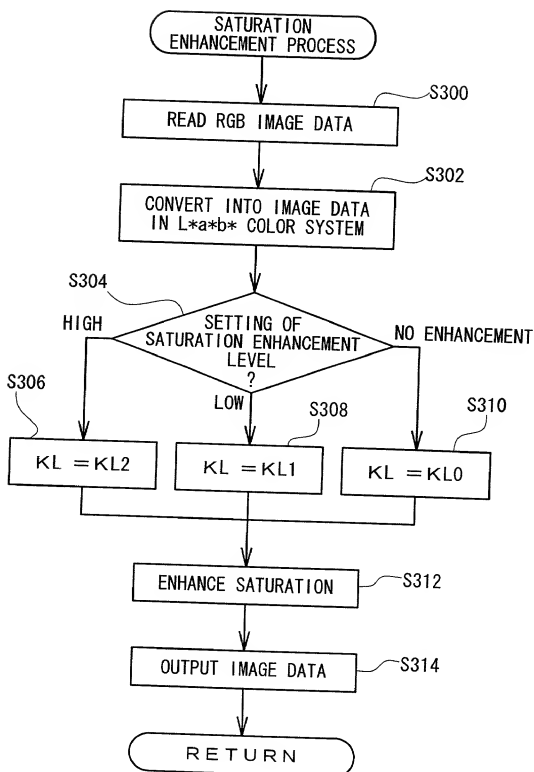 SATURATION
ENHANCEMENT PROCESS
S300
READ RGB IMAGE DATA
S302
CONVERT INTO IMAGE DATA
IN L*a*b* COLOR SYSTEM
S304
SETTING OF
SATURATION ENHANCEMENT
LEVEL
?
HIGH
NO ENHANCEMENT
LOW
S306
KL =KL2
S308
KL =KL1
S310
KL =KL0
ENHANCE SATURATION
S312
OUTPUT IMAGE DATA
S314
RETURN